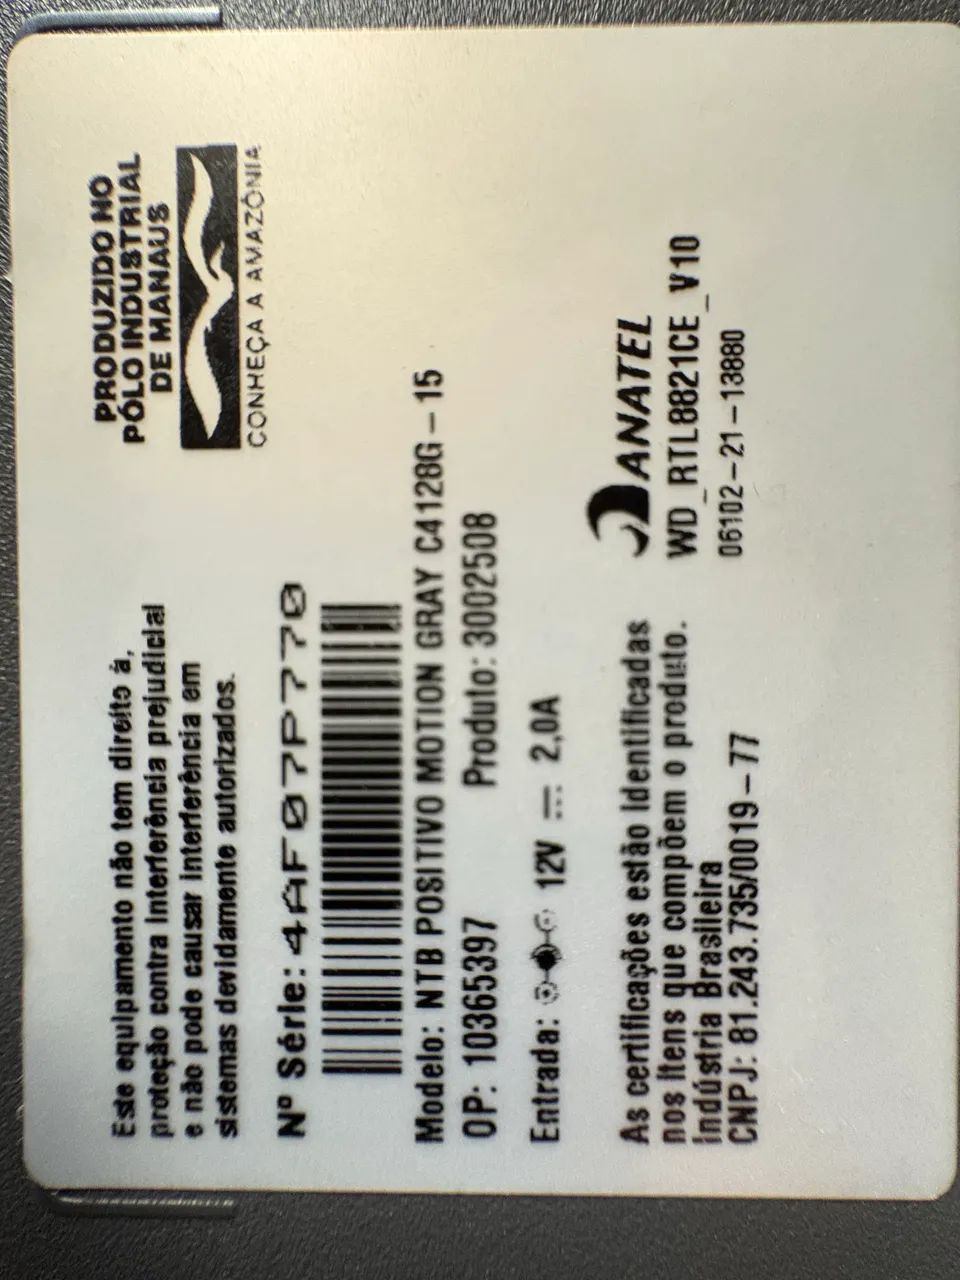 Este equipamento não tem direito à,
proteção contra interferência prejudicial
e não pode causar interferência em
sistemas devidamente autorizados.
PRODUZIDO NO
PÓLO INDUSTRIAL
DE MANAUS
CONHEÇA A AMAZÔNIA
Nº Série: 4AF07P770
Modelo: NTB POSITIVO MOTION GRAY C4128G-15
OP: 10365397 Produto: 3002508
Entrada: 12V 2,0A
As certificações estão identificadas
nos itens que compõem o produto.
Indústria Brasileira
CNPJ: 81.243.735/0019-77
ANATEL
WD_RTL8821CE_V10
06102-21-13880